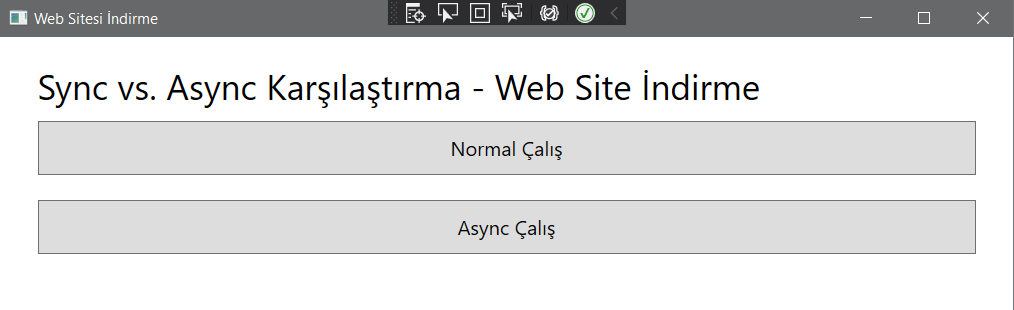 Web Sitesi İndirme
Sync vs. Async Karşılaştırma - Web Site İndirme
Normal Çalış
Async Çalış